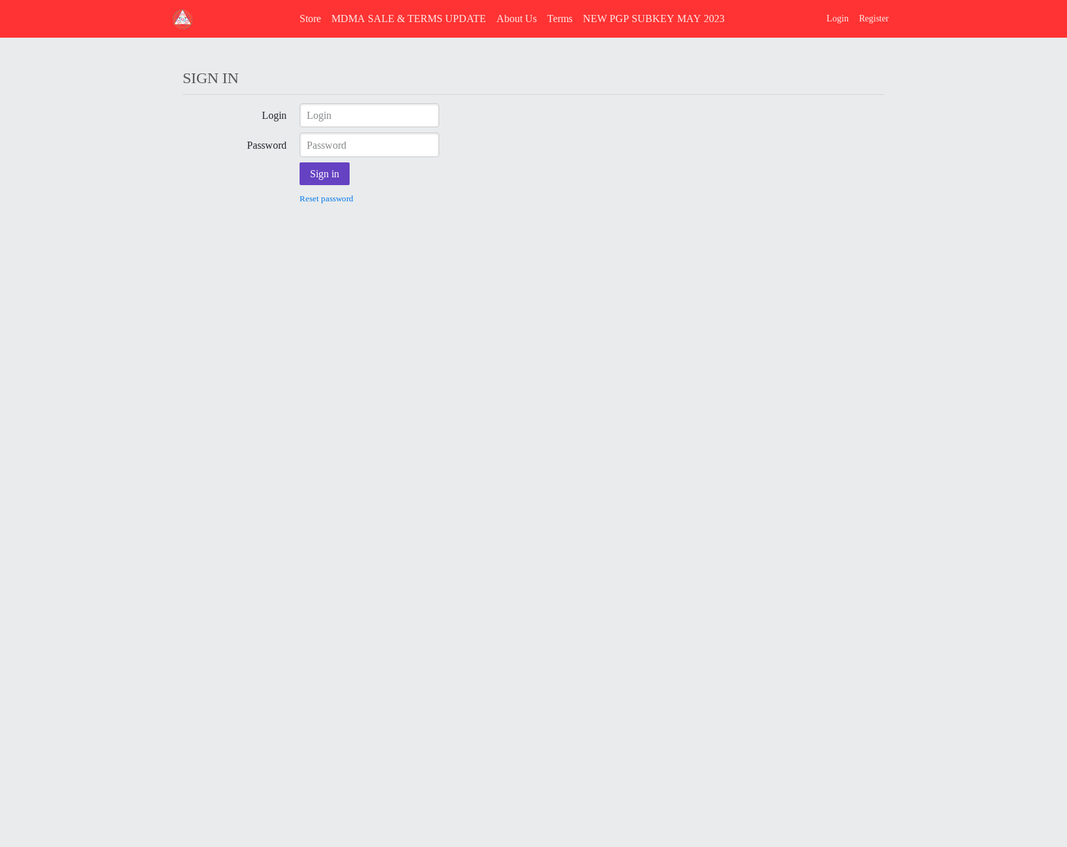 Store MDMA SALE & TERMS UPDATE About Us Terms NEW PGP SUBKEY MAY 2023 Login Register
SIGN IN
Login Login
Password Password
Sign in
Reset password